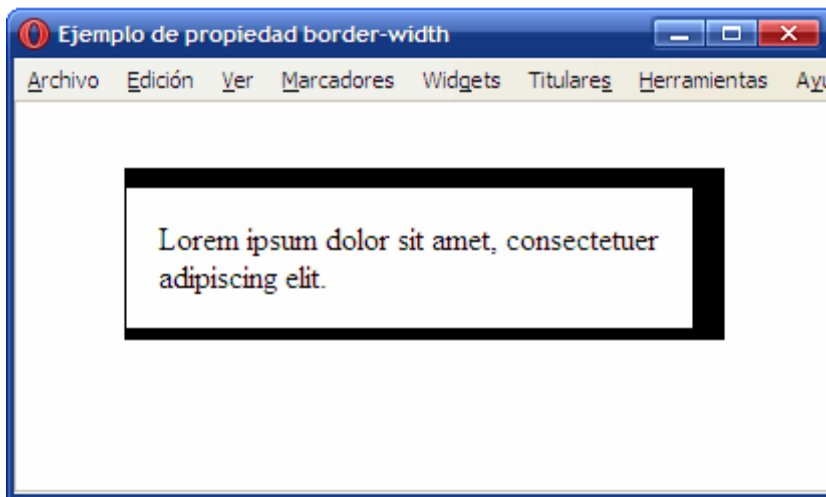 Ejemplo de propiedad border-width
Archivo Edición Ver Marcadores Widgets Titulares Herramientas Ayu
Lorem ipsum dolor sit amet, consectetuer
adipiscing elit.